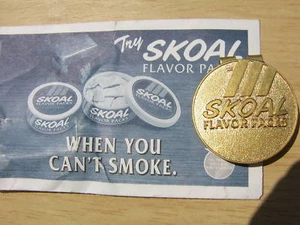 Try SKOAL
FLAVOR PACKS
SKOAL
SKOAL
SKOAL
WHEN YOU
CAN'T SMOKE.
SKOAL
FLAVOR PACKS